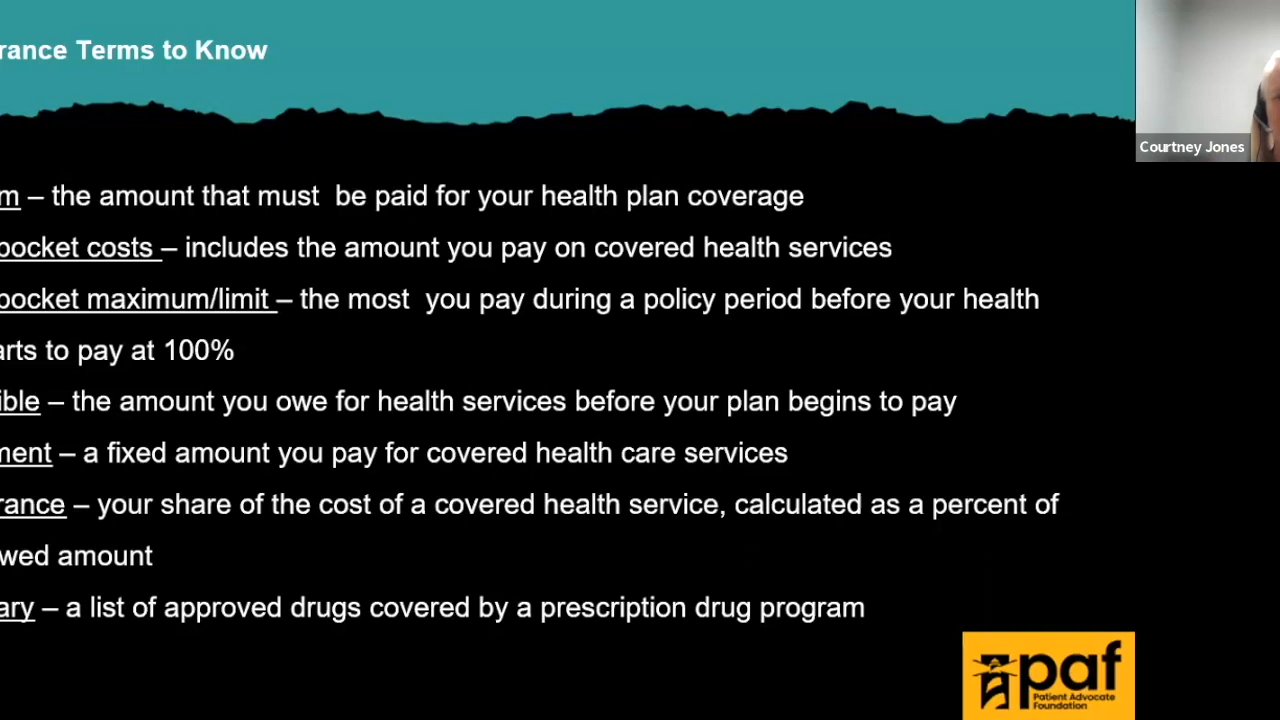 rance Terms to Know
Courtney Jones
m – the amount that must be paid for your health plan coverage
pocket costs – includes the amount you pay on covered health services
pocket maximum/limit – the most you pay during a policy period before your health
arts to pay at 100%
ible – the amount you owe for health services before your plan begins to pay
ment – a fixed amount you pay for covered health care services
rance – your share of the cost of a covered health service, calculated as a percent of
wed amount
ary – a list of approved drugs covered by a prescription drug program
paf
Patient Advocate
Foundation